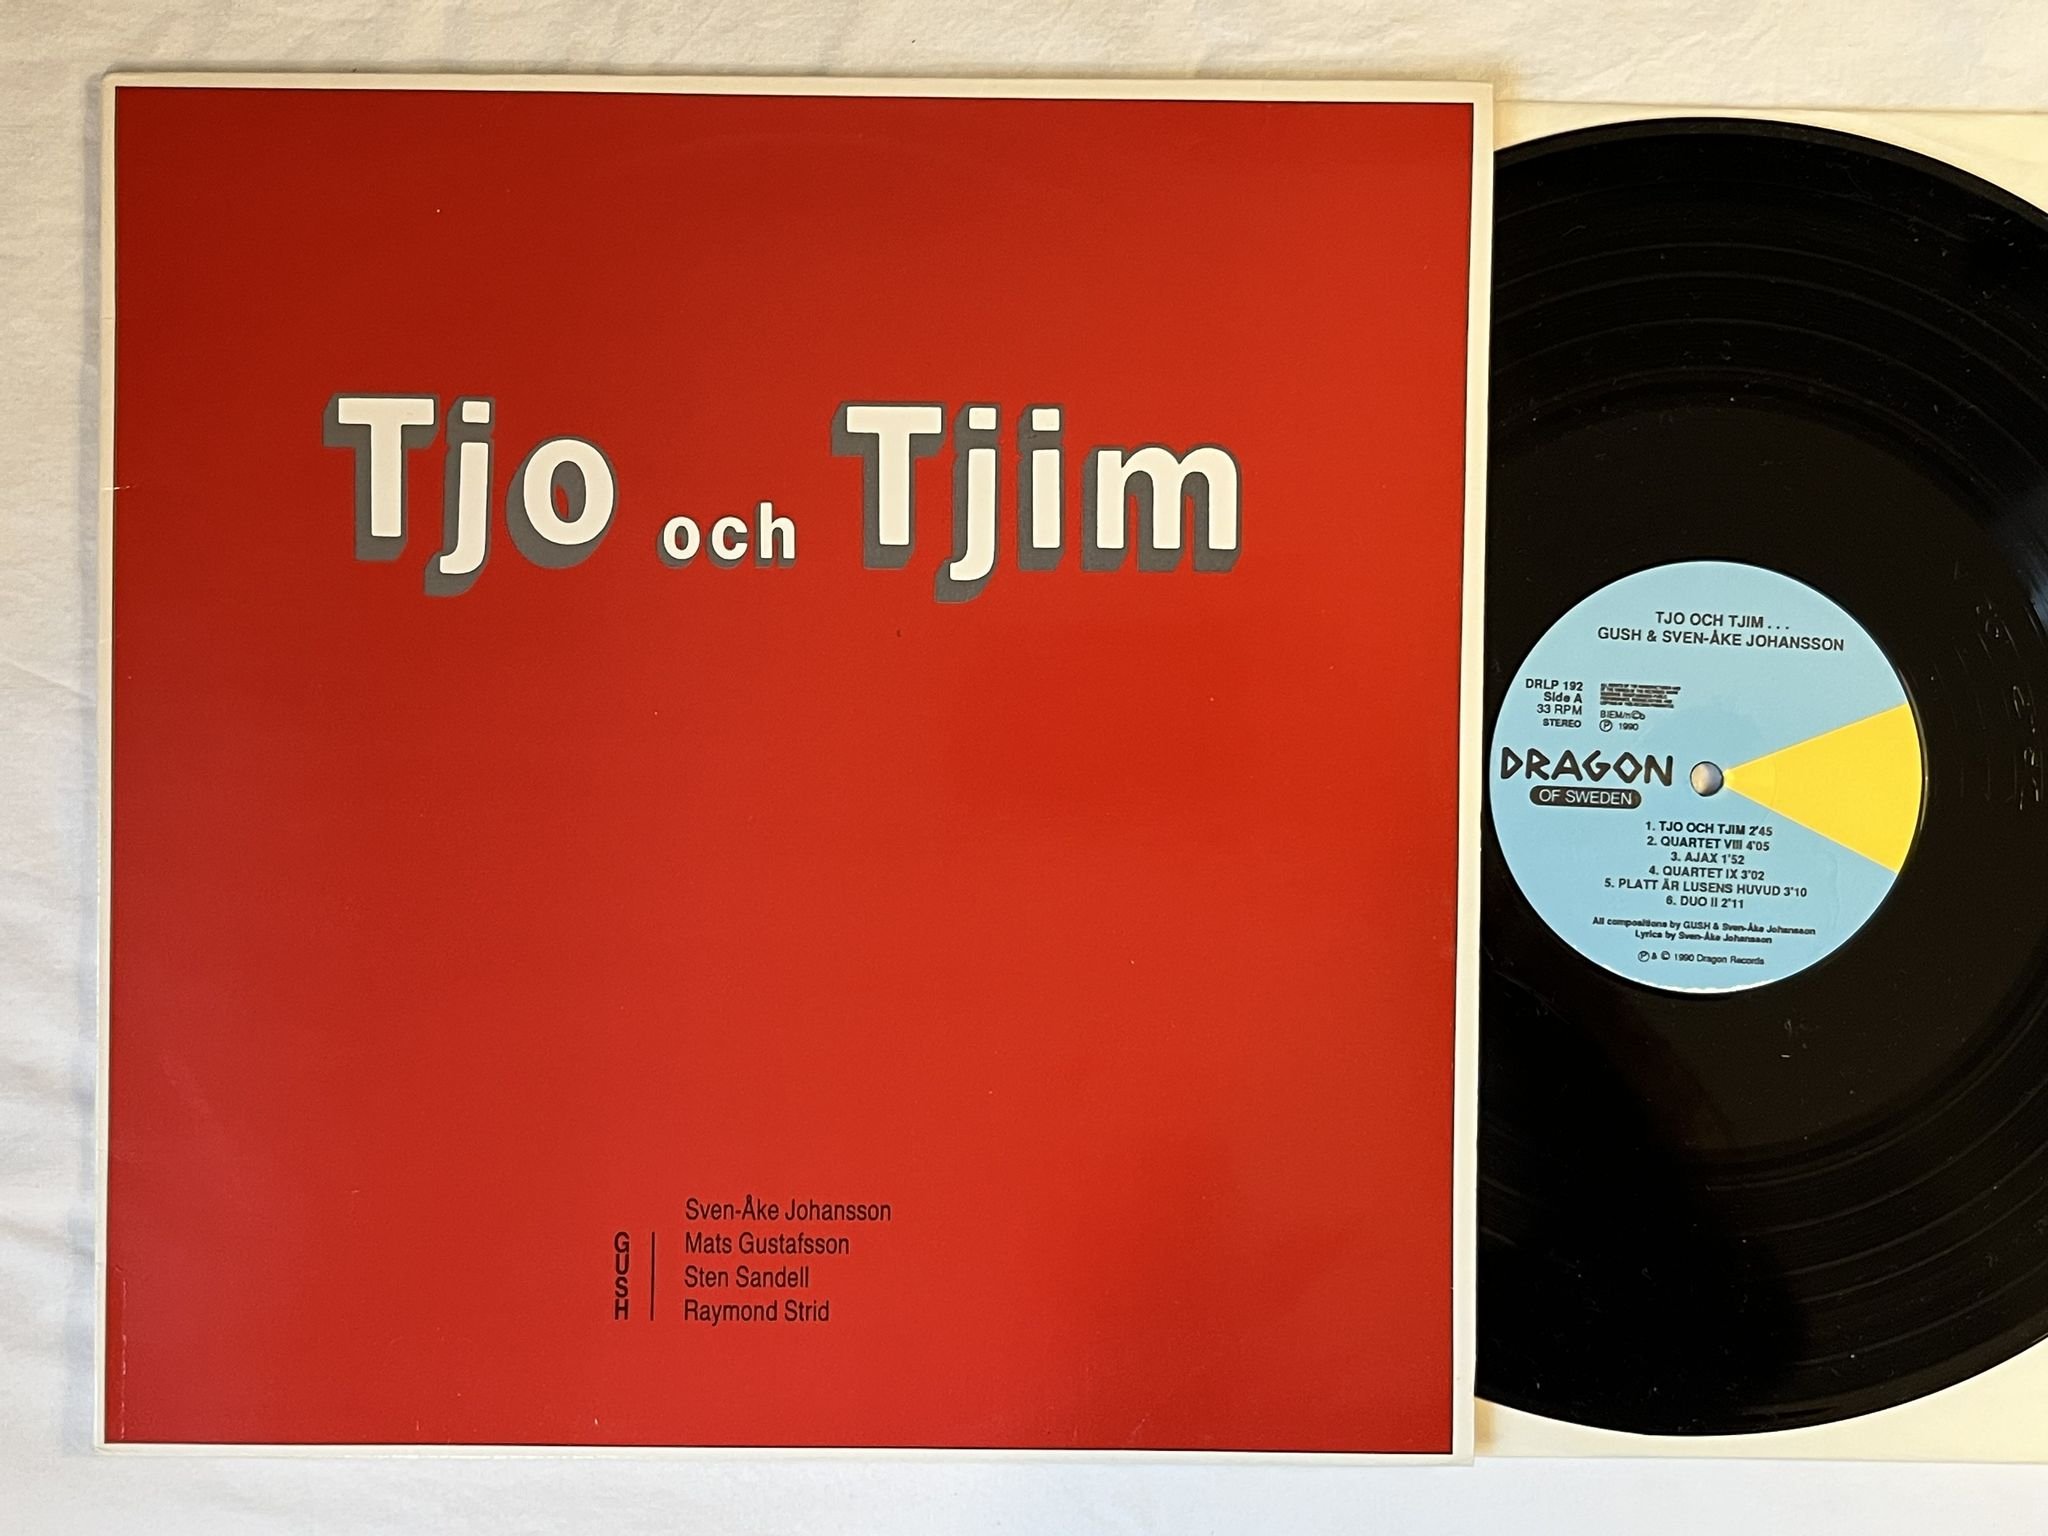 Tjo och Tjim
Sven-Åke Johansson
GUSH
Mats Gustafsson
Sten Sandell
Raymond Strid
TJO OCH TJIM . . .
GUSH & SVEN-ÅKE JOHANSSON
DRLP 192
Side A
33 RPM
STEREO
BIEM/n©b
Ⓟ 1990
DRAGON
OF SWEDEN
1. TJO OCH TJIM 2'45
2. QUARTET VIII 4'05
3. AJAX 1'52
4. QUARTET IX 3'02
5. PLATT ÄR LUSENS HUVUD 3'10
6. DUO II 2'11
All compositions by GUSH & Sven-Åke Johansson
Lyrics by Sven-Åke Johansson
Ⓟ & © 1990 Dragon Records